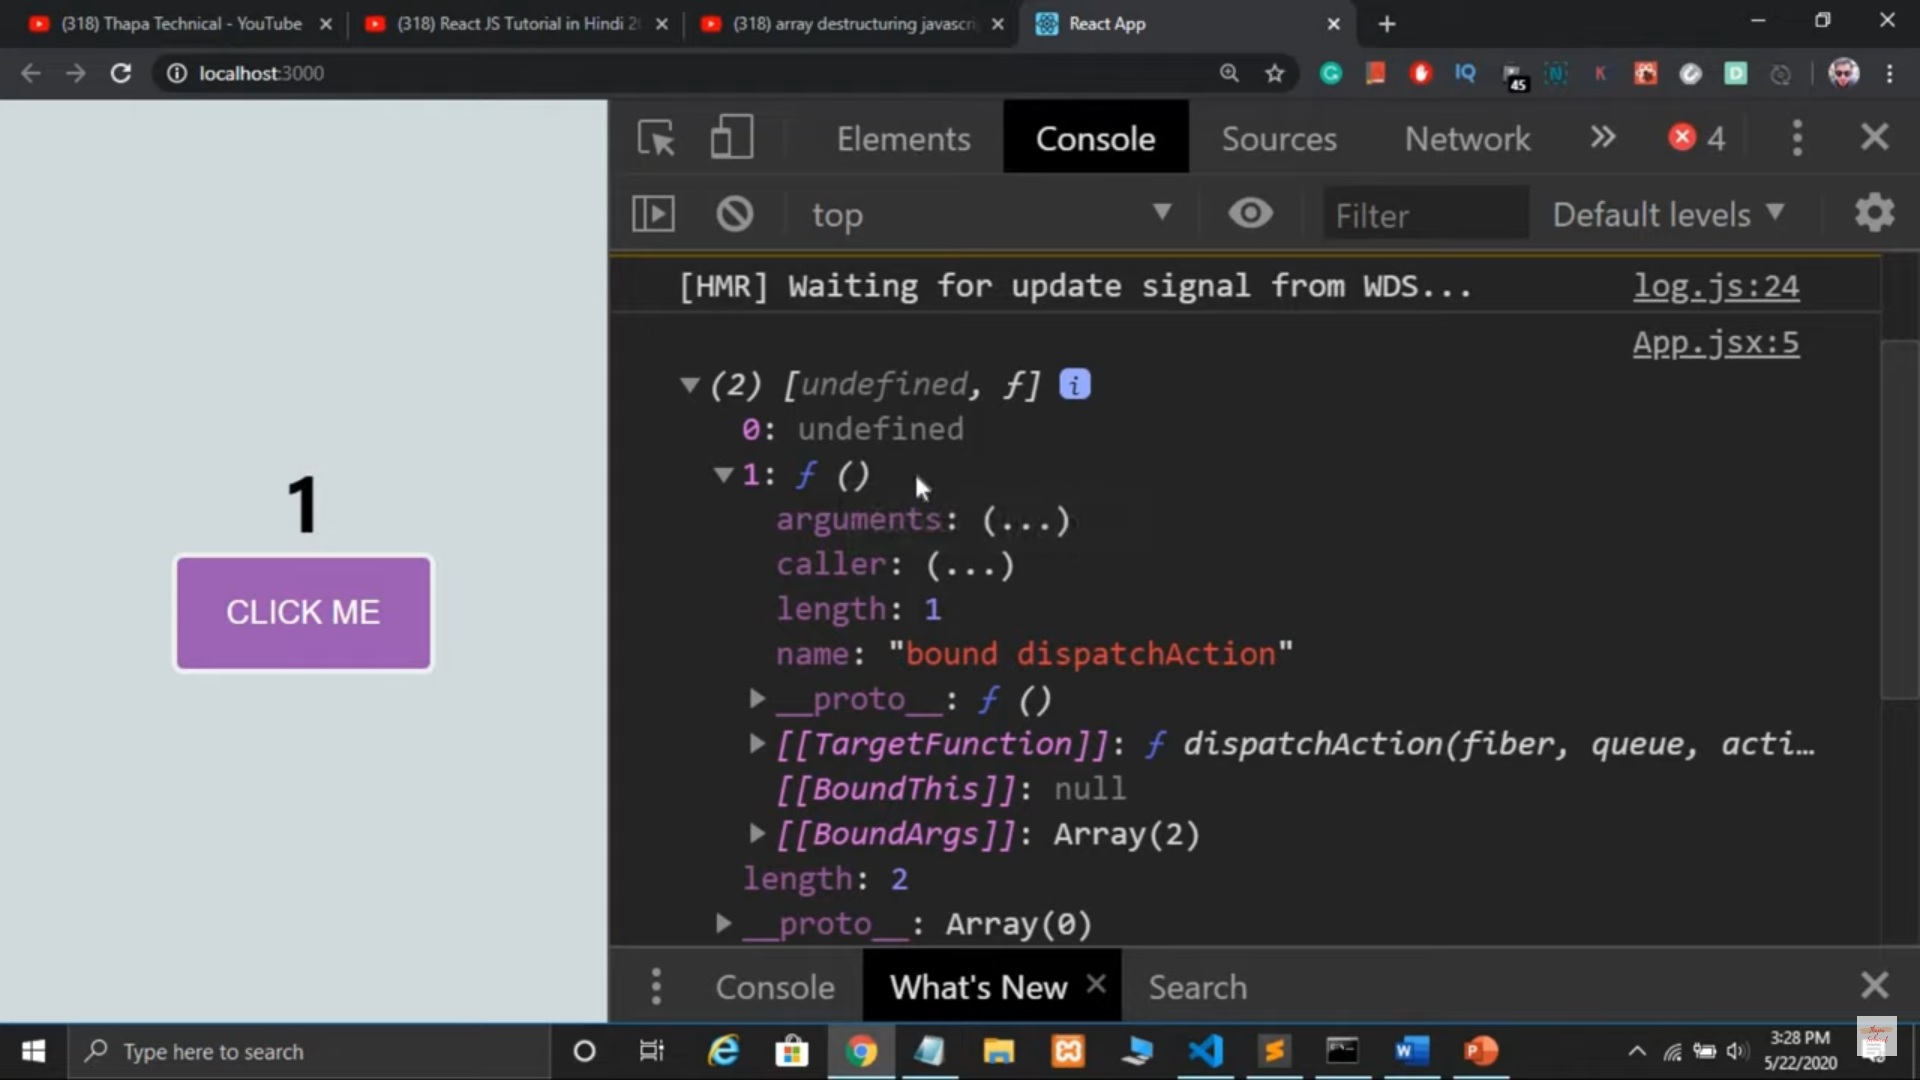 (318) Thapa Technical - YouTube
(318) React JS Tutorial in Hindi 2
(318) array destructuring javascri
React App
localhost:3000
IQ
45
N
K
D
Elements
Console
Sources
Network
4
top
Filter
Default levels
[HMR] Waiting for update signal from WDS...
log.js:24
App.jsx:5
(2) [undefined, ƒ] i
0: undefined
1: ƒ ()
arguments: (...)
caller: (...)
length: 1
name: "bound dispatchAction"
__proto__: ƒ ()
[[TargetFunction]]: ƒ dispatchAction(fiber, queue, acti…
[[BoundThis]]: null
[[BoundArgs]]: Array(2)
length: 2
__proto__: Array(0)
1
CLICK ME
Console
What's New
Search
Type here to search
3:28 PM
5/22/2020